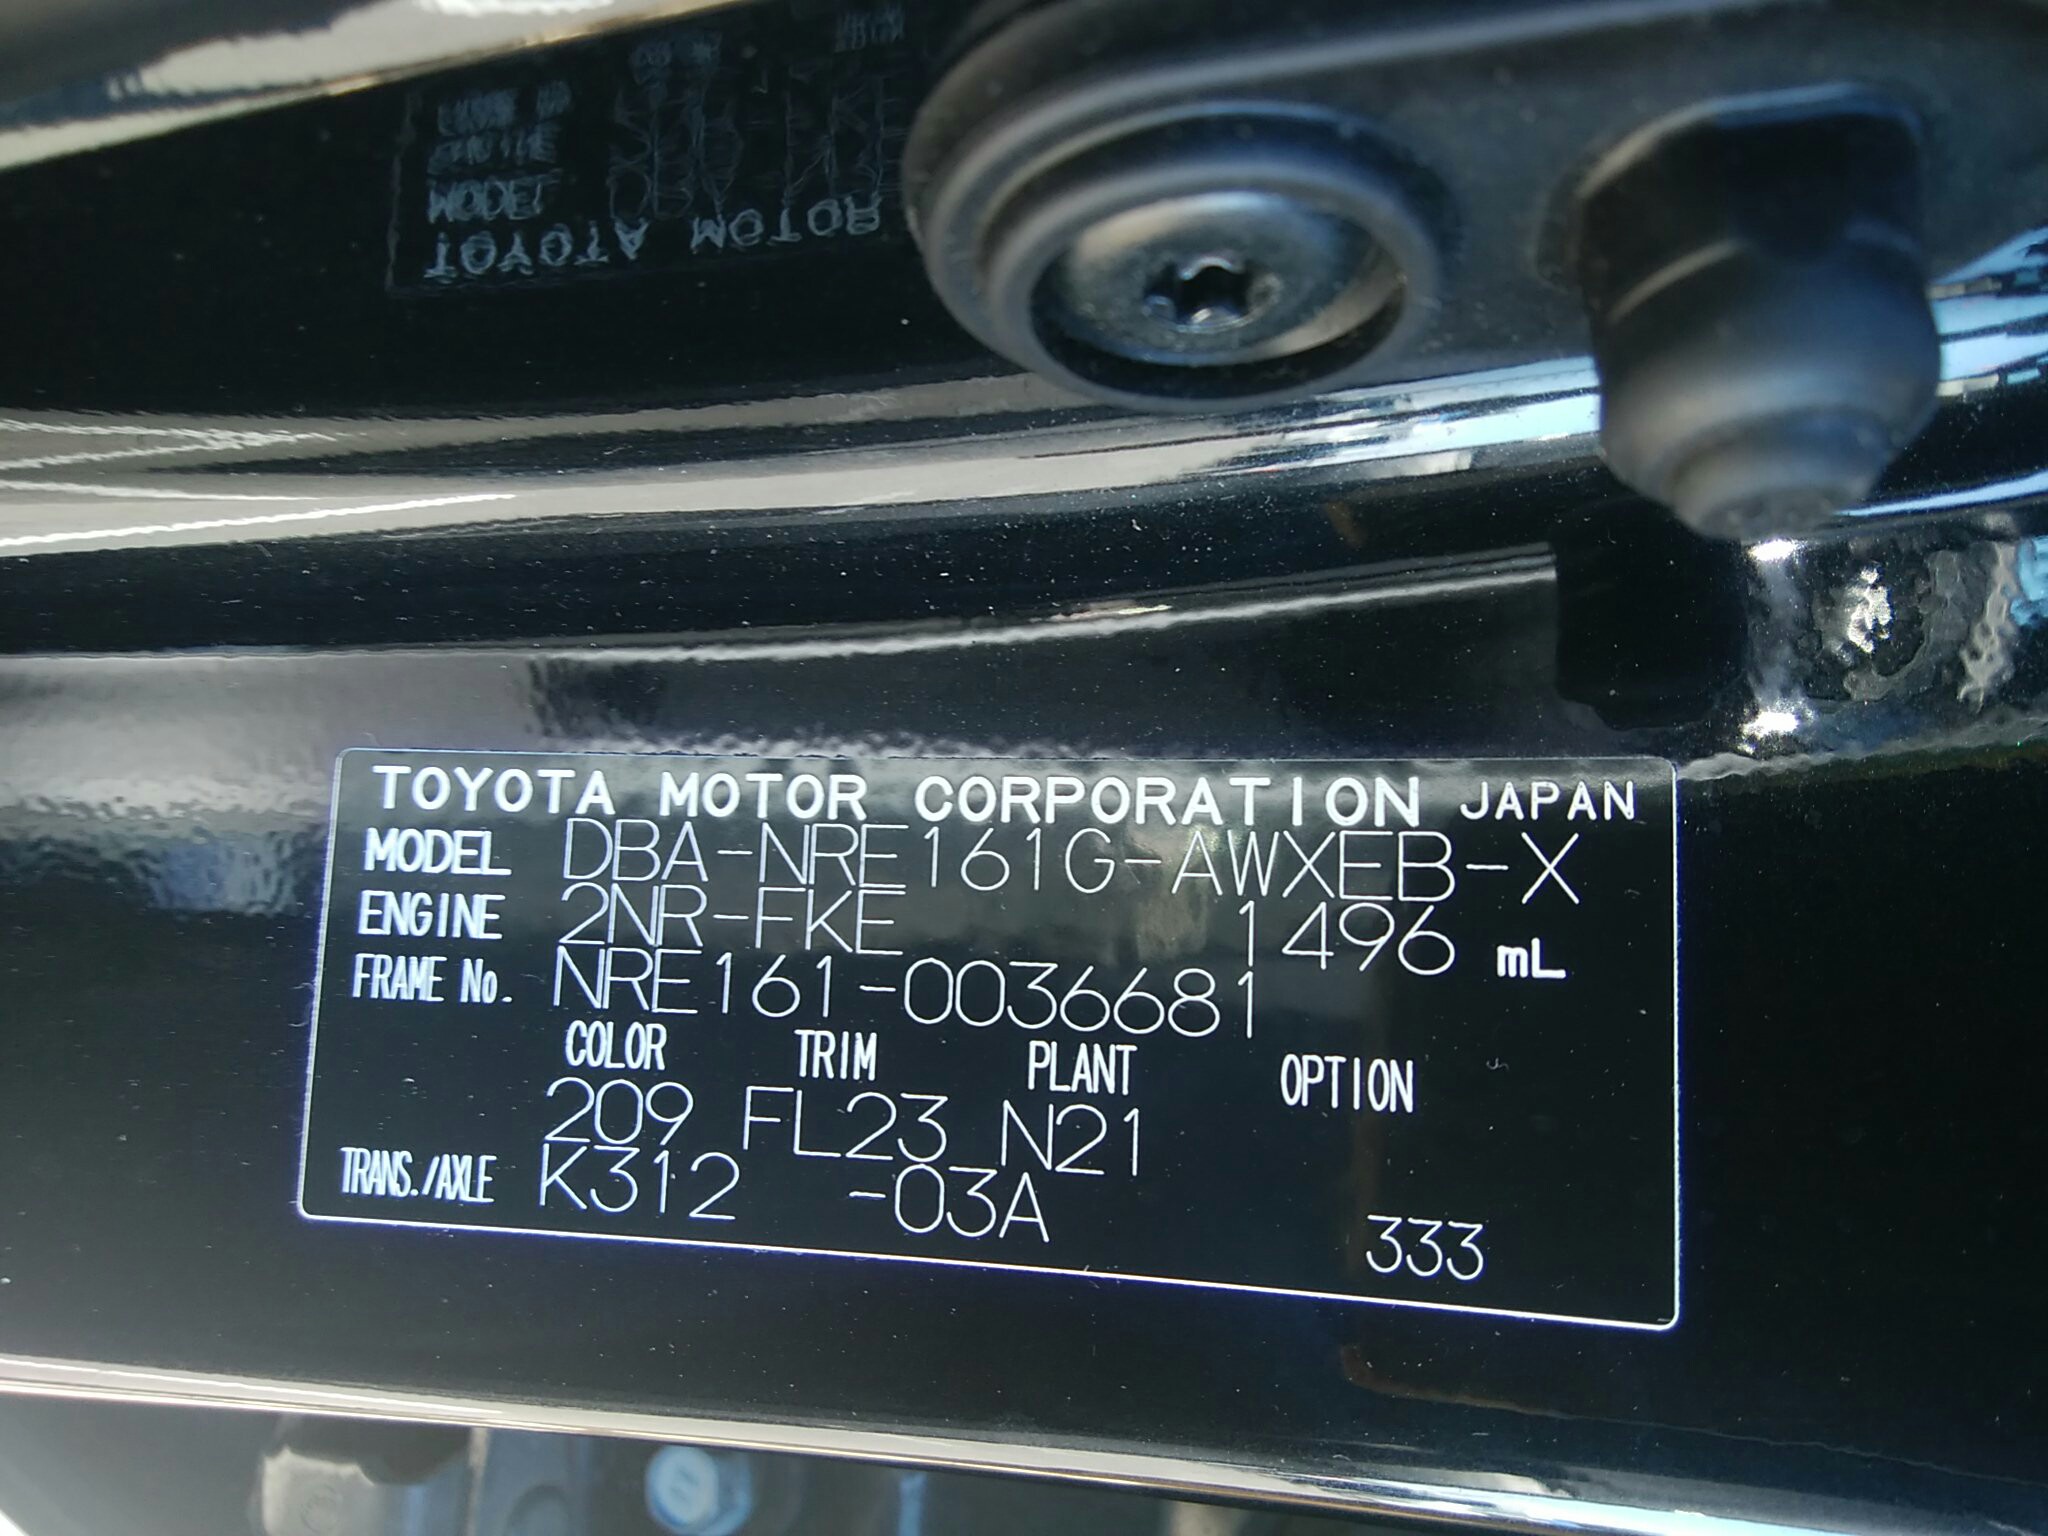 TOYOTA MOTOR CORPORATION JAPAN
MODEL DBA-NRE161G-AWXEB-X
ENGINE 2NR-FKE 1496 mL
FRAME No. NRE161-0036681
COLOR TRIM PLANT OPTION
209 FL23 N21
TRANS./AXLE K312 -03A
333